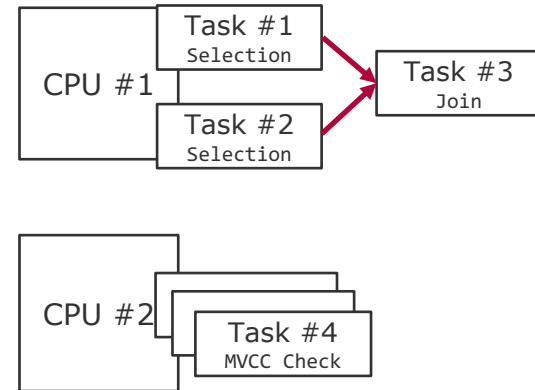 Task #1
Selection
CPU #1
Task #3
Join
Task #2
Selection
CPU #2
Task #4
MVCC Check